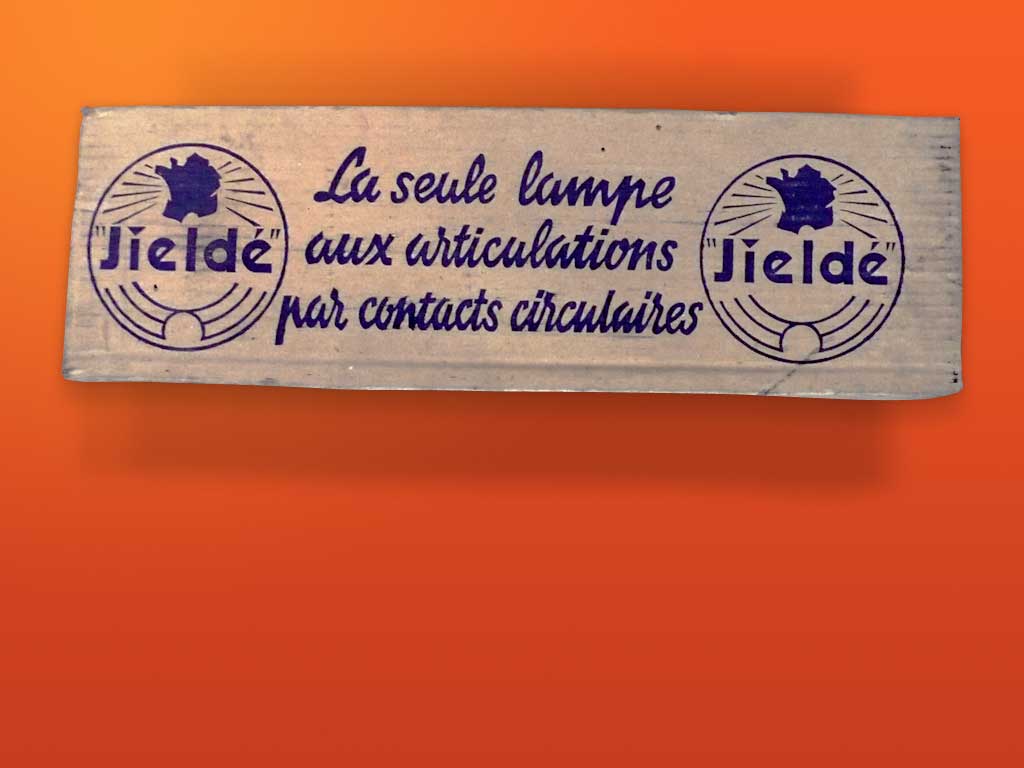 "Jieldé"
La seule lampe
aux articulations
par contacts circulaires
"Jieldé"